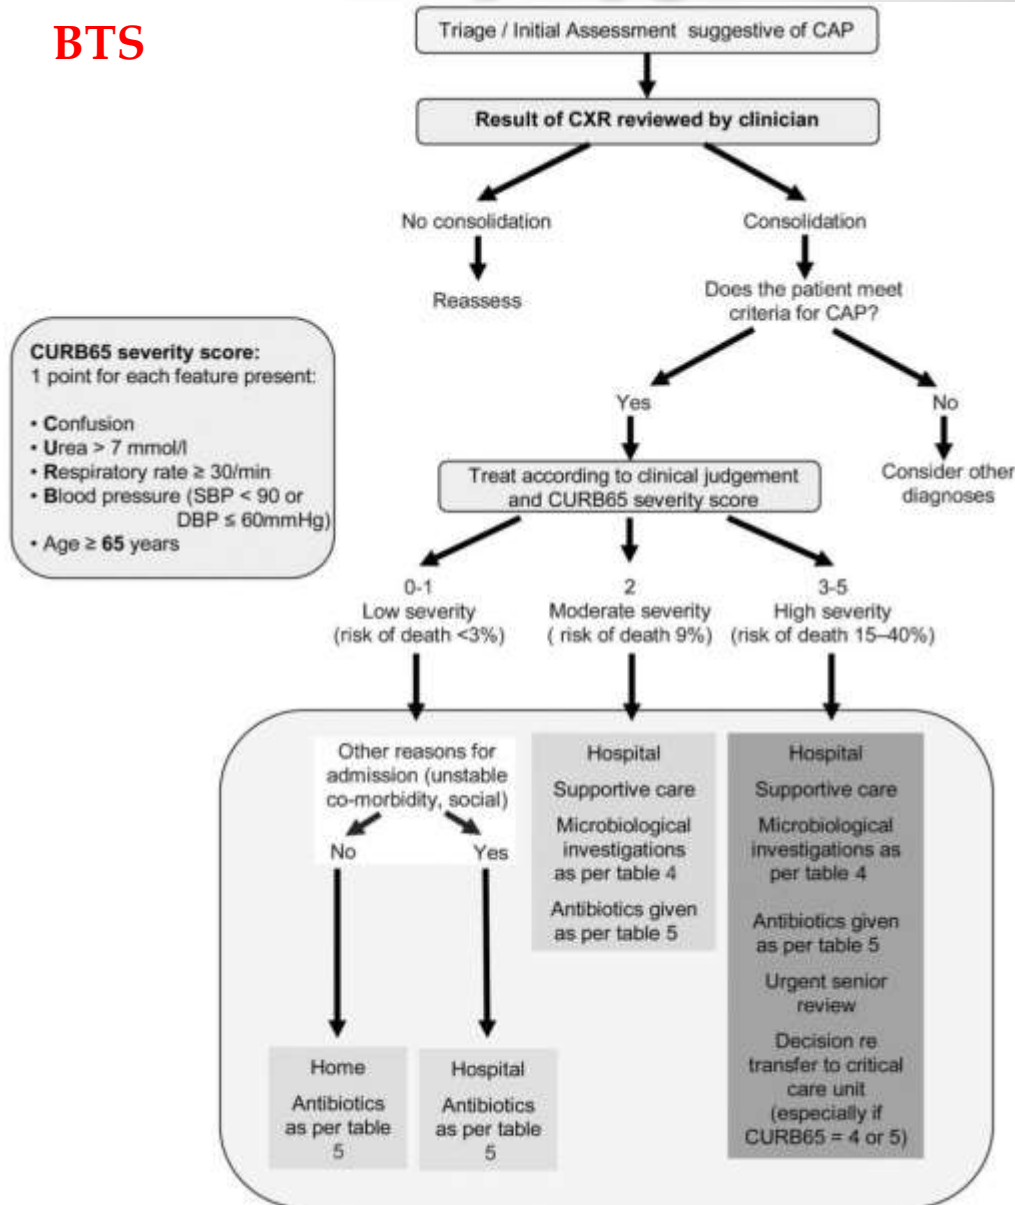 BTS
Triage / Initial Assessment suggestive of CAP
Result of CXR reviewed by clinician
No consolidation
Consolidation
Reassess
Does the patient meet
criteria for CAP?
CURB65 severity score:
1 point for each feature present:
• Confusion
• Urea > 7 mmol/l
• Respiratory rate ≥ 30/min
• Blood pressure (SBP < 90 or
DBP ≤ 60mmHg)
• Age ≥ 65 years
Yes
No
Treat according to clinical judgement
and CURB65 severity score
Consider other
diagnoses
0-1
Low severity
(risk of death <3%)
2
Moderate severity
( risk of death 9%)
3-5
High severity
(risk of death 15–40%)
Other reasons for
admission (unstable
co-morbidity, social)
No
Yes
Home
Antibiotics
as per table
5
Hospital
Antibiotics
as per table
5
Hospital
Supportive care
Microbiological
investigations
as per table 4
Antibiotics given
as per table 5
Hospital
Supportive care
Microbiological
investigations as
per table 4
Antibiotics given
as per table 5
Urgent senior
review
Decision re
transfer to critical
care unit
(especially if
CURB65 = 4 or 5)